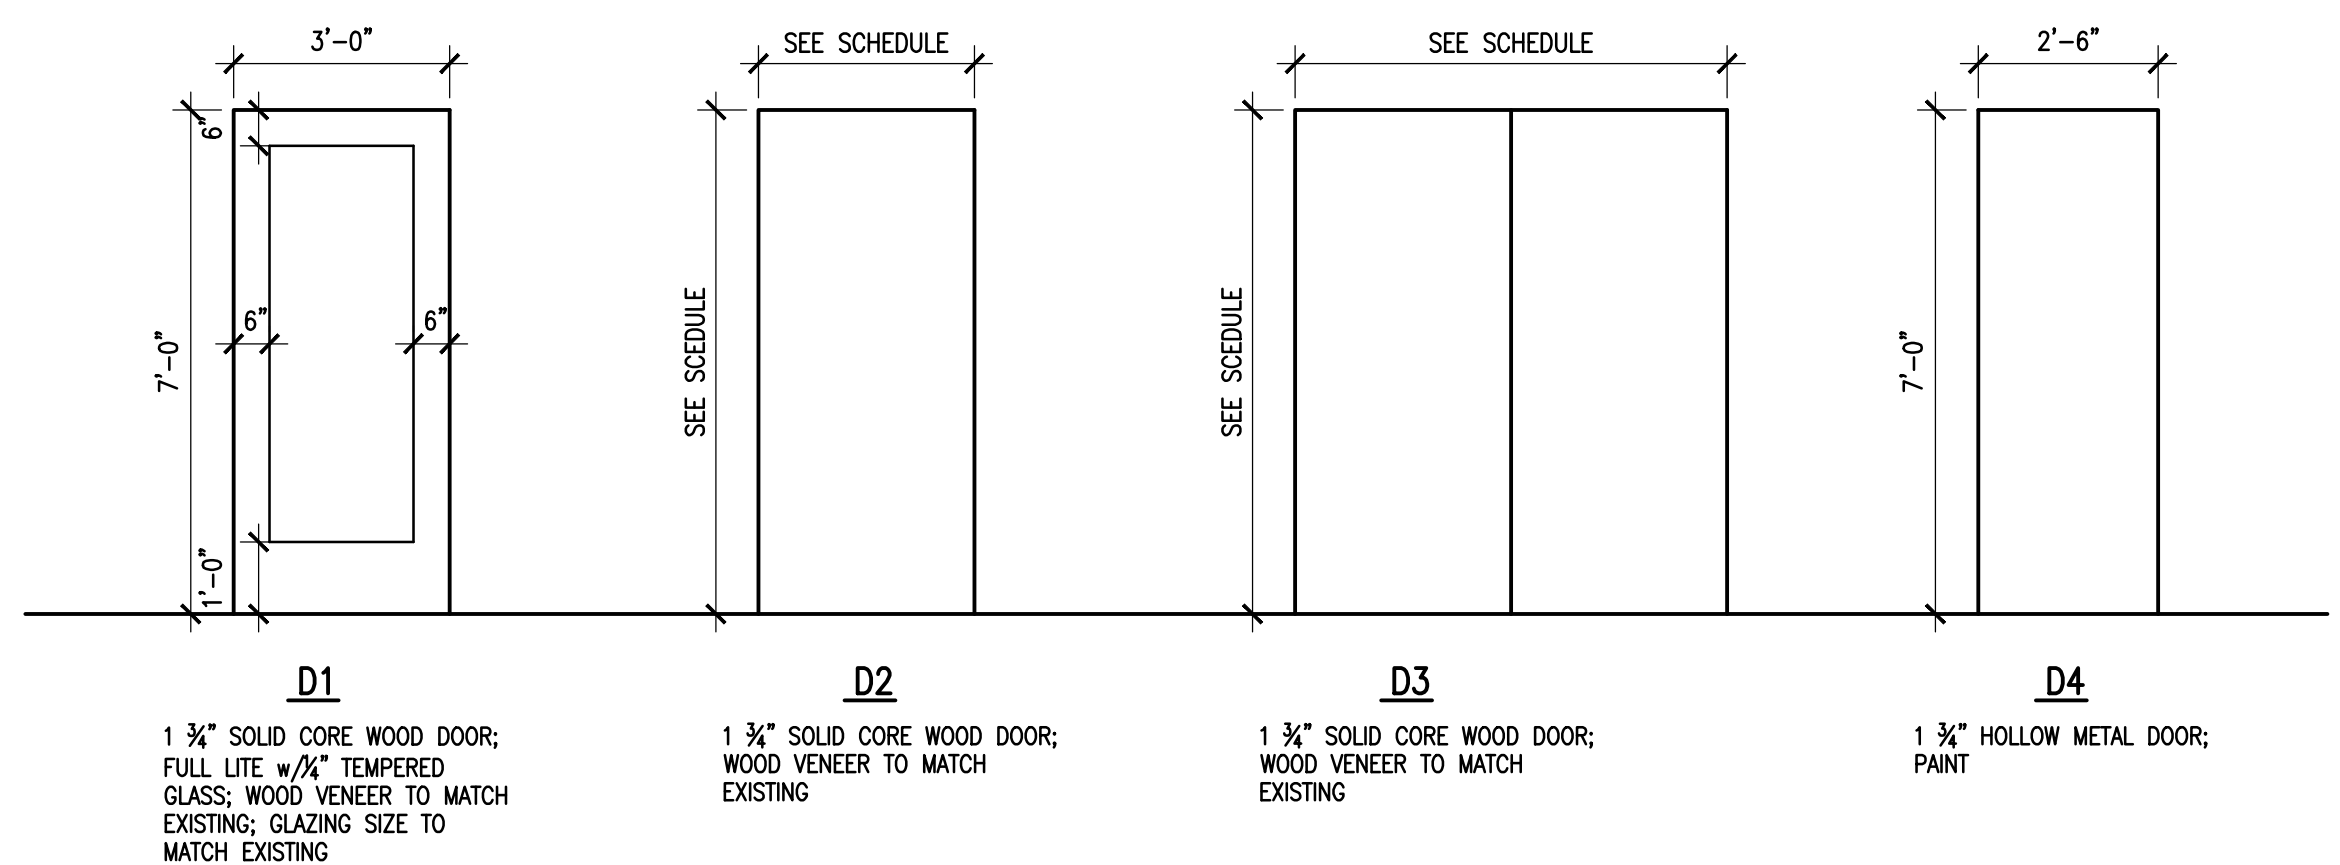 3'-0"
SEE SCHEDULE
SEE SCHEDULE
2'-6"
6"
6"
6"
7'-0"
1'-0"
SEE SCEDULE
SEE SCEDULE
7'-0"
D1
1 3/4" SOLID CORE WOOD DOOR;
FULL LITE w/1/4" TEMPERED
GLASS; WOOD VENEER TO MATCH
EXISTING; GLAZING SIZE TO
MATCH EXISTING
D2
1 3/4" SOLID CORE WOOD DOOR;
WOOD VENEER TO MATCH
EXISTING
D3
1 3/4" SOLID CORE WOOD DOOR;
WOOD VENEER TO MATCH
EXISTING
D4
1 3/4" HOLLOW METAL DOOR;
PAINT